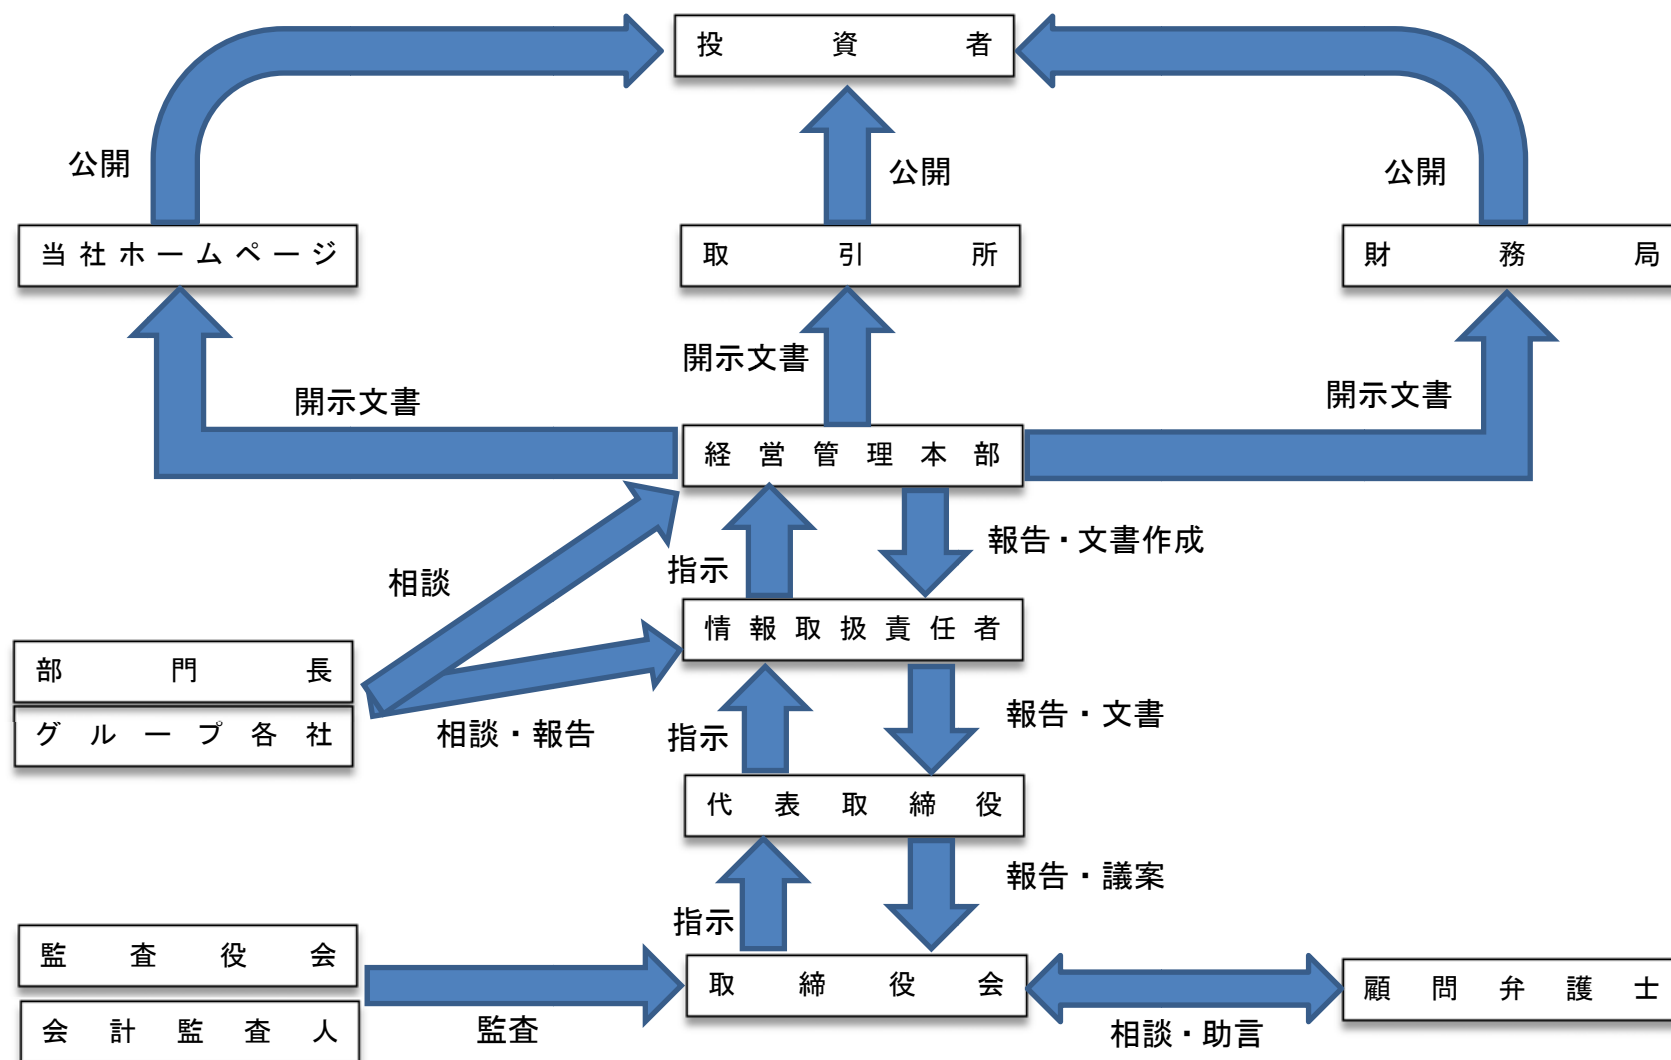 投資者
公開
公開
公開
当社ホームページ
取引所
財務局
開示文書
開示文書
開示文書
経営管理本部
報告・文書作成
指示
相談
情報取扱責任者
部門長
グループ各社
相談・報告
指示
報告・文書
代表取締役
報告・議案
指示
監査役会
取締役会
顧問弁護士
会計監査人
監査
相談・助言